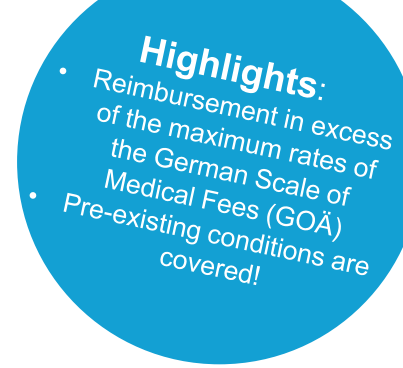 Highlights:
• Reimbursement in excess
of the maximum rates of
the German Scale of
Medical Fees (GOÄ)
• Pre-existing conditions are
covered!